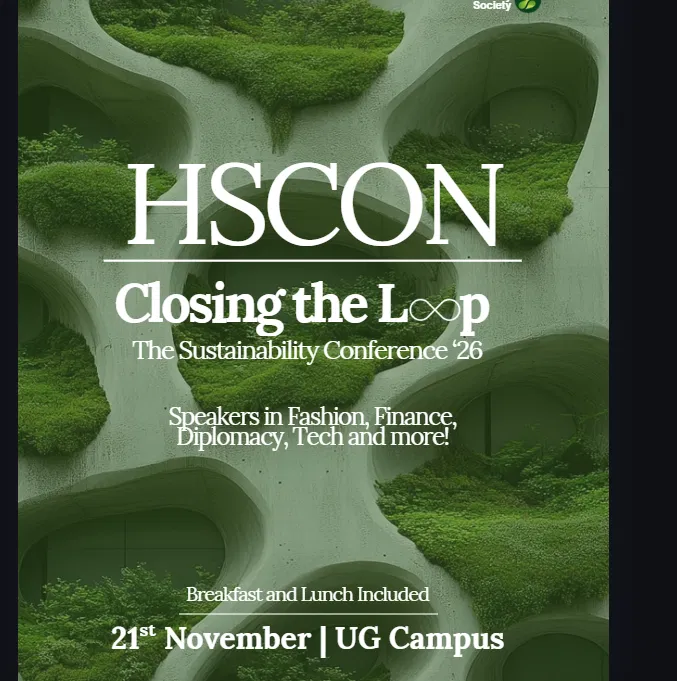 Society
HSCON
Closing the L∞p
The Sustainability Conference ‘26
Speakers in Fashion, Finance,
Diplomacy, Tech and more!
Breakfast and Lunch Included
21st November | UG Campus